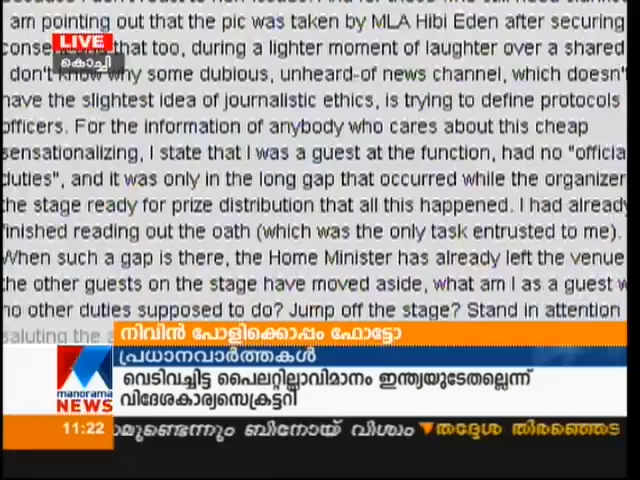 am pointing out that the pic was taken by MLA Hibi Eden after securing
that too, during a lighter moment of laughter over a shared
LIVE
കൊച്ചി
don't know why some dubious, unheard-of news channel, which doesn'
have the slightest idea of journalistic ethics, is trying to define protocols
officers. For the information of anybody who cares about this cheap
sensationalizing, I state that I was a guest at the function, had no "officia
duties", and it was only in the long gap that occurred while the organizer
the stage ready for prize distribution that all this happened. I had already
finished reading out the oath (which was the only task entrusted to me).
When such a gap is there, the Home Minister has already left the venue
the other guests on the stage have moved aside, what am I as a guest w
no other duties supposed to do? Jump off the stage? Stand in attention
saluting the
നിവിൻ പോളിക്കൊപ്പം ഫോട്ടോ
പ്രധാനവാർത്തകൾ
വെടിവച്ചിട്ട പൈലറ്റില്ലാവിമാനം ഇന്ത്യയുടേതല്ലെന്ന്
വിദേശകാര്യസെക്രട്ടറി
manorama
NEWS
11:22
മുണ്ടെന്നും ബിനോയ് വിശ്വം ▼തദ്ദേശ തിരഞ്ഞെട